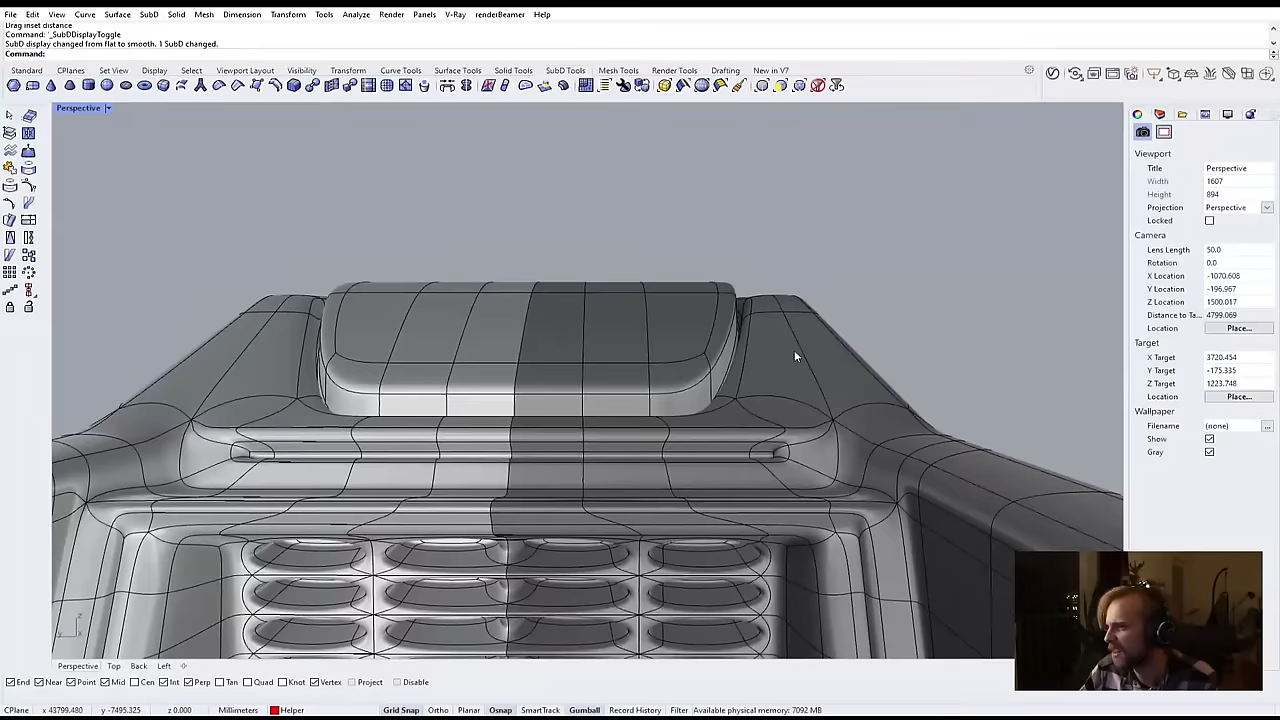 File Edit View Curve Surface SubD Solid Mesh Dimension Transform Tools Analyze Render Panels V-Ray renderBeamer Help
Drag inset distance
Command: '_SubDDisplayToggle
SubD display changed from flat to smooth. 1 SubD changed.
Command:
Standard CPlanes Set View Display Select Viewport Layout Visibility Transform Curve Tools Surface Tools Solid Tools SubD Tools Mesh Tools Render Tools Drafting New in V7
Perspective
Viewport
Title Perspective
Width 1607
Height 894
Projection Perspective
Locked
Camera
Lens Length 50.0
Rotation 0.0
X Location -1070.608
Y Location -196.967
Z Location 1500.017
Distance to Ta... 4799.069
Location Place...
Target
X Target 3720.454
Y Target -175.335
Z Target 1223.748
Location Place...
Wallpaper
Filename (none) ...
Show
Gray
z
x
Perspective Top Back Left
End Near Point Mid Cen Int Perp Tan Quad Knot Vertex Project Disable
CPlane x 43799.480 y -7495.325 z 0.000 Millimeters Helper Grid Snap Ortho Planar Osnap SmartTrack Gumball Record History Filter Available physical memory: 7092 MB